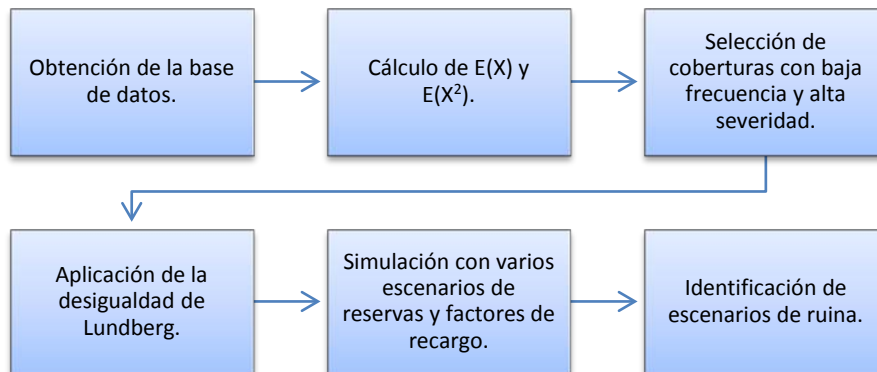 Obtención de la base
de datos.
Cálculo de E(X) y
E(X²).
Selección de
coberturas con baja
frecuencia y alta
severidad.
Aplicación de la
desigualdad de
Lundberg.
Simulación con varios
escenarios de
reservas y factores de
recargo.
Identificación de
escenarios de ruina.